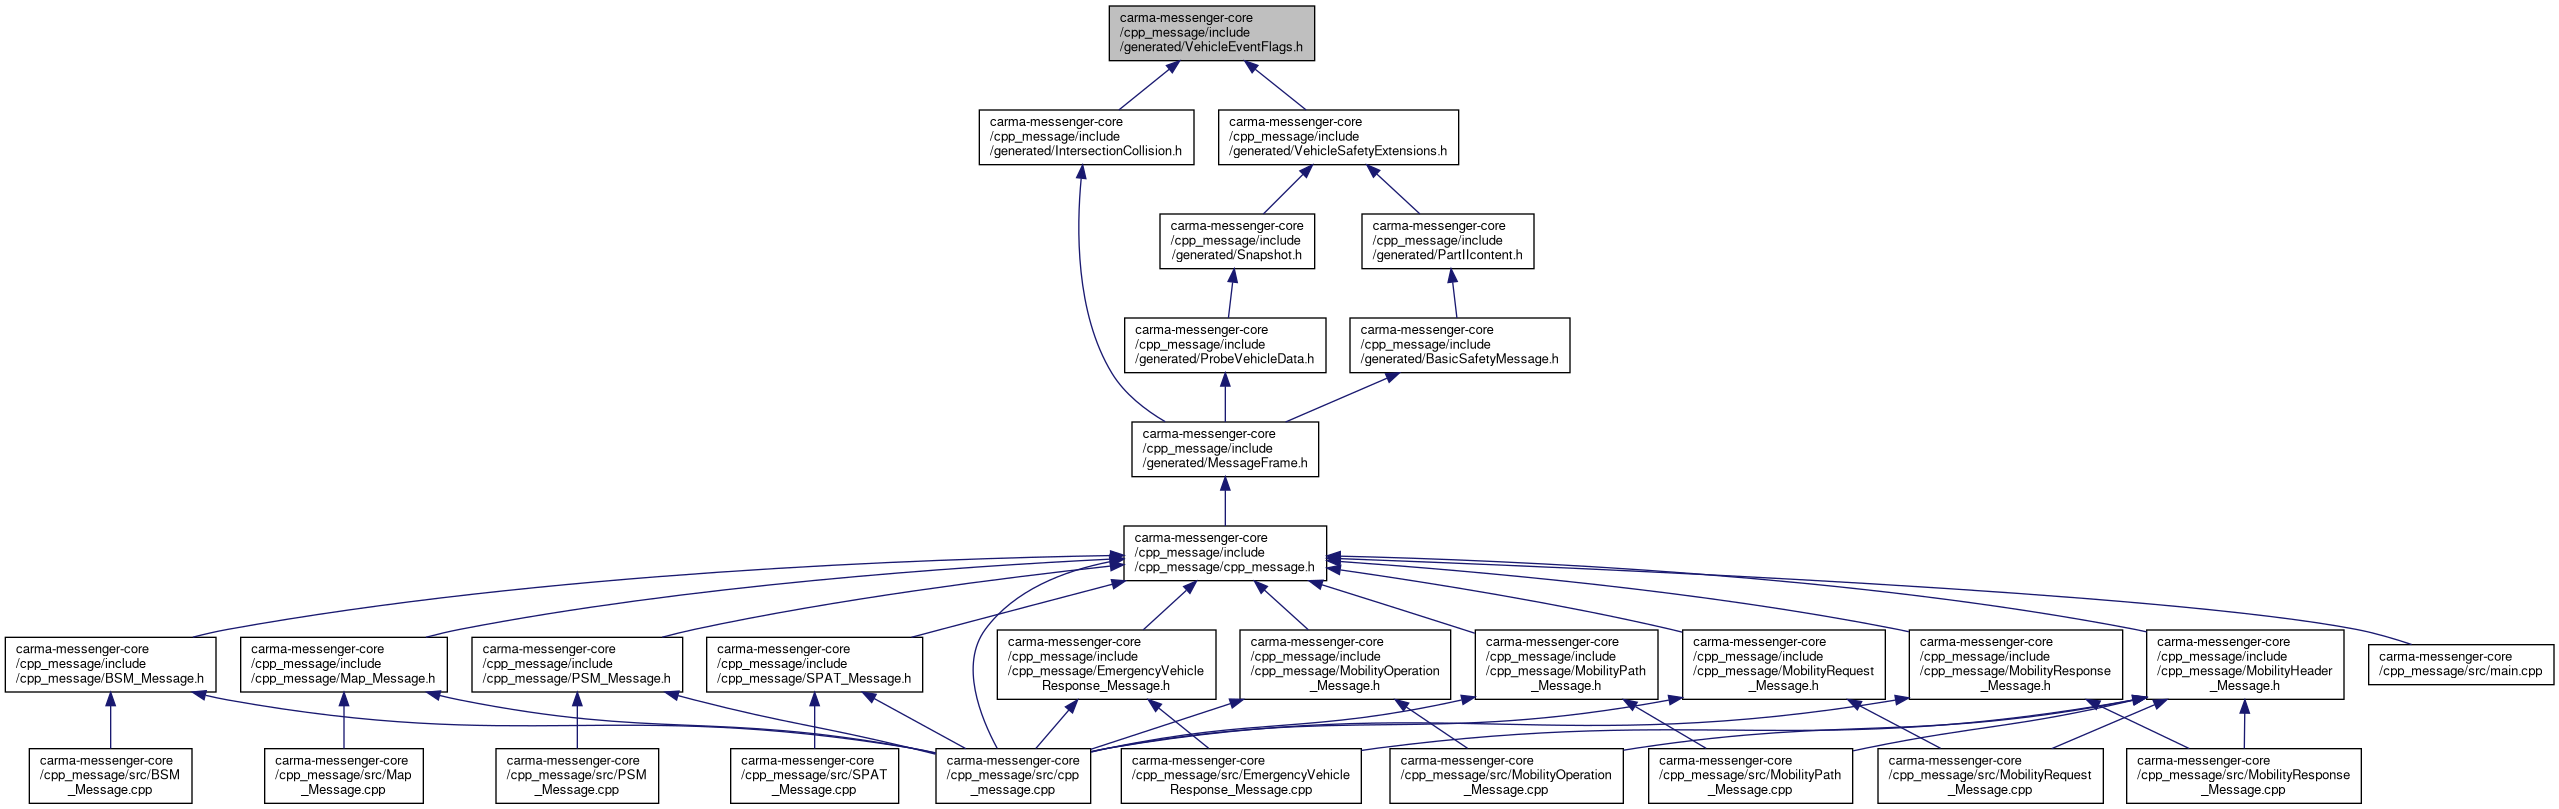 carma-messenger-core
/cpp_message/include
/generated/VehicleEventFlags.h
carma-messenger-core
/cpp_message/include
/generated/IntersectionCollision.h
carma-messenger-core
/cpp_message/include
/generated/VehicleSafetyExtensions.h
carma-messenger-core
/cpp_message/include
/generated/Snapshot.h
carma-messenger-core
/cpp_message/include
/generated/PartIIcontent.h
carma-messenger-core
/cpp_message/include
/generated/ProbeVehicleData.h
carma-messenger-core
/cpp_message/include
/generated/BasicSafetyMessage.h
carma-messenger-core
/cpp_message/include
/generated/MessageFrame.h
carma-messenger-core
/cpp_message/include
/cpp_message/cpp_message.h
carma-messenger-core
/cpp_message/include
/cpp_message/BSM_Message.h
carma-messenger-core
/cpp_message/include
/cpp_message/Map_Message.h
carma-messenger-core
/cpp_message/include
/cpp_message/PSM_Message.h
carma-messenger-core
/cpp_message/include
/cpp_message/SPAT_Message.h
carma-messenger-core
/cpp_message/include
/cpp_message/EmergencyVehicle
Response_Message.h
carma-messenger-core
/cpp_message/include
/cpp_message/MobilityOperation
_Message.h
carma-messenger-core
/cpp_message/include
/cpp_message/MobilityPath
_Message.h
carma-messenger-core
/cpp_message/include
/cpp_message/MobilityRequest
_Message.h
carma-messenger-core
/cpp_message/include
/cpp_message/MobilityResponse
_Message.h
carma-messenger-core
/cpp_message/include
/cpp_message/MobilityHeader
_Message.h
carma-messenger-core
/cpp_message/src/main.cpp
carma-messenger-core
/cpp_message/src/BSM
_Message.cpp
carma-messenger-core
/cpp_message/src/Map
_Message.cpp
carma-messenger-core
/cpp_message/src/PSM
_Message.cpp
carma-messenger-core
/cpp_message/src/SPAT
_Message.cpp
carma-messenger-core
/cpp_message/src/cpp
_message.cpp
carma-messenger-core
/cpp_message/src/EmergencyVehicle
Response_Message.cpp
carma-messenger-core
/cpp_message/src/MobilityOperation
_Message.cpp
carma-messenger-core
/cpp_message/src/MobilityPath
_Message.cpp
carma-messenger-core
/cpp_message/src/MobilityRequest
_Message.cpp
carma-messenger-core
/cpp_message/src/MobilityResponse
_Message.cpp